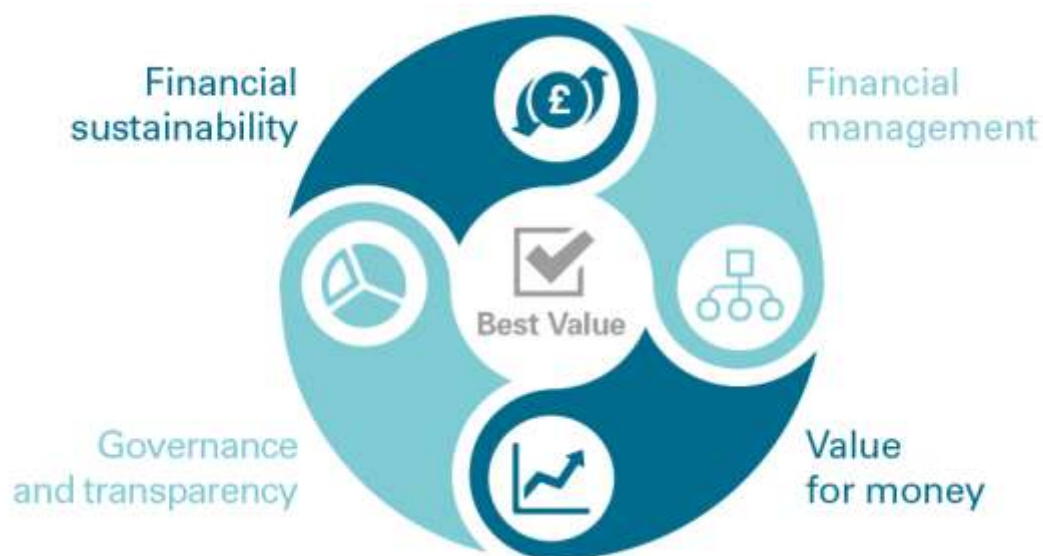 Financial
sustainability
£
Financial
management
Best Value
Governance
and transparency
Value
for money